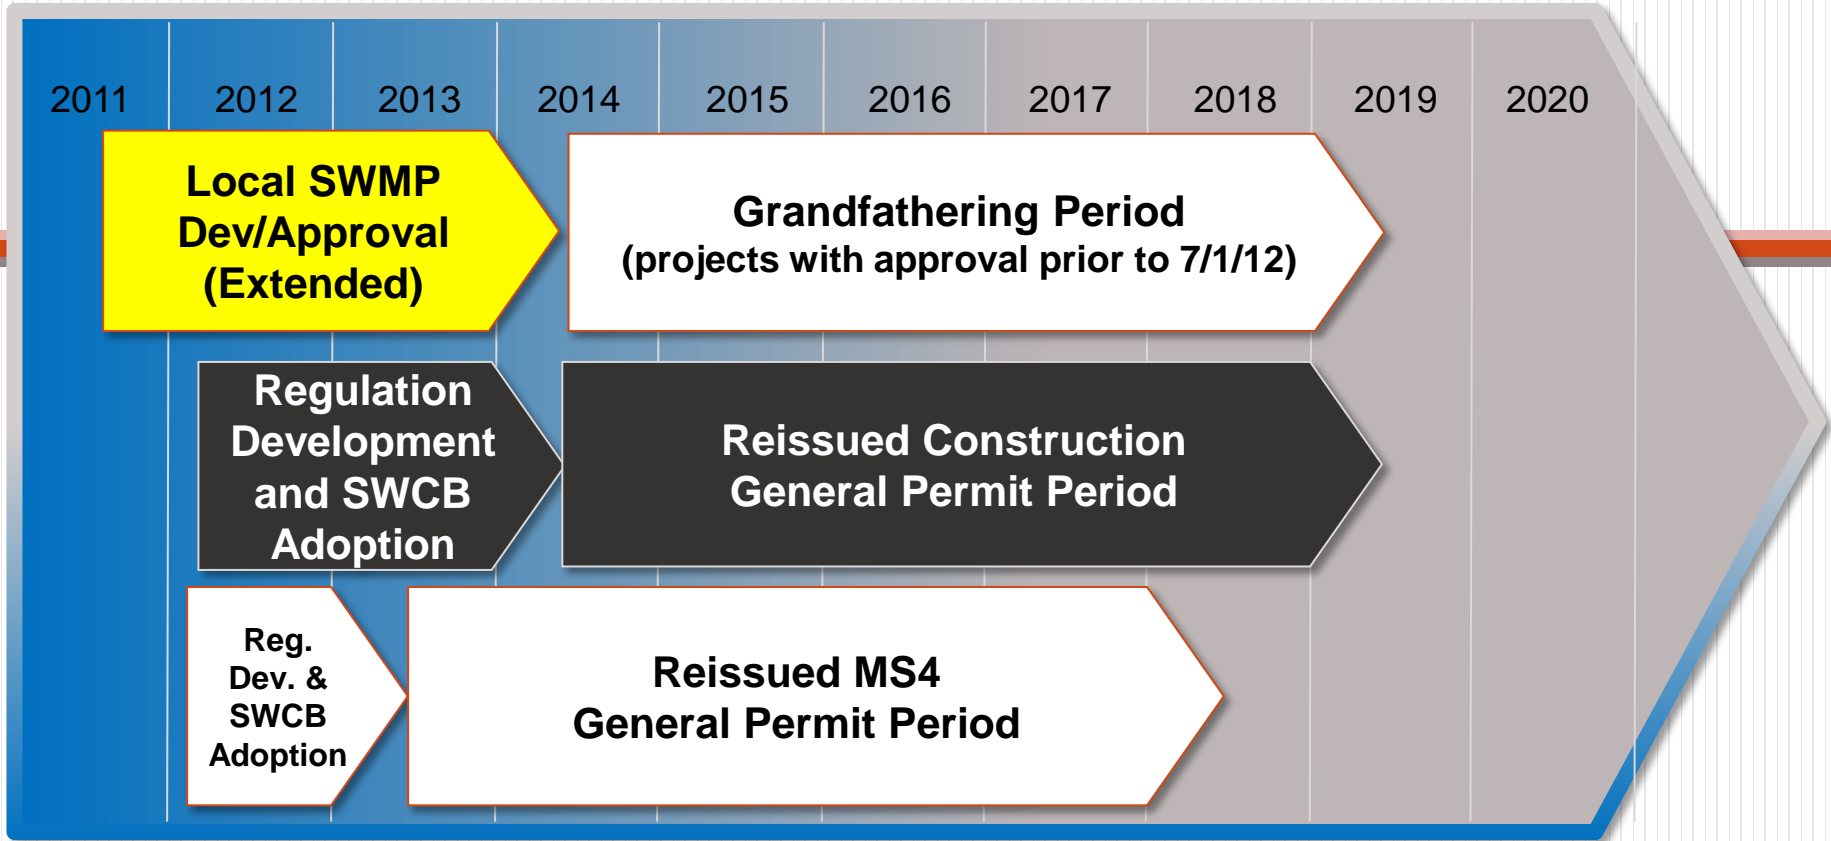 2011 2012 2013 2014 2015 2016 2017 2018 2019 2020
Local SWMP
Dev/Approval
(Extended)
Grandfathering Period
(projects with approval prior to 7/1/12)
Regulation
Development
and SWCB
Adoption
Reissued Construction
General Permit Period
Reg.
Dev. &
SWCB
Adoption
Reissued MS4
General Permit Period